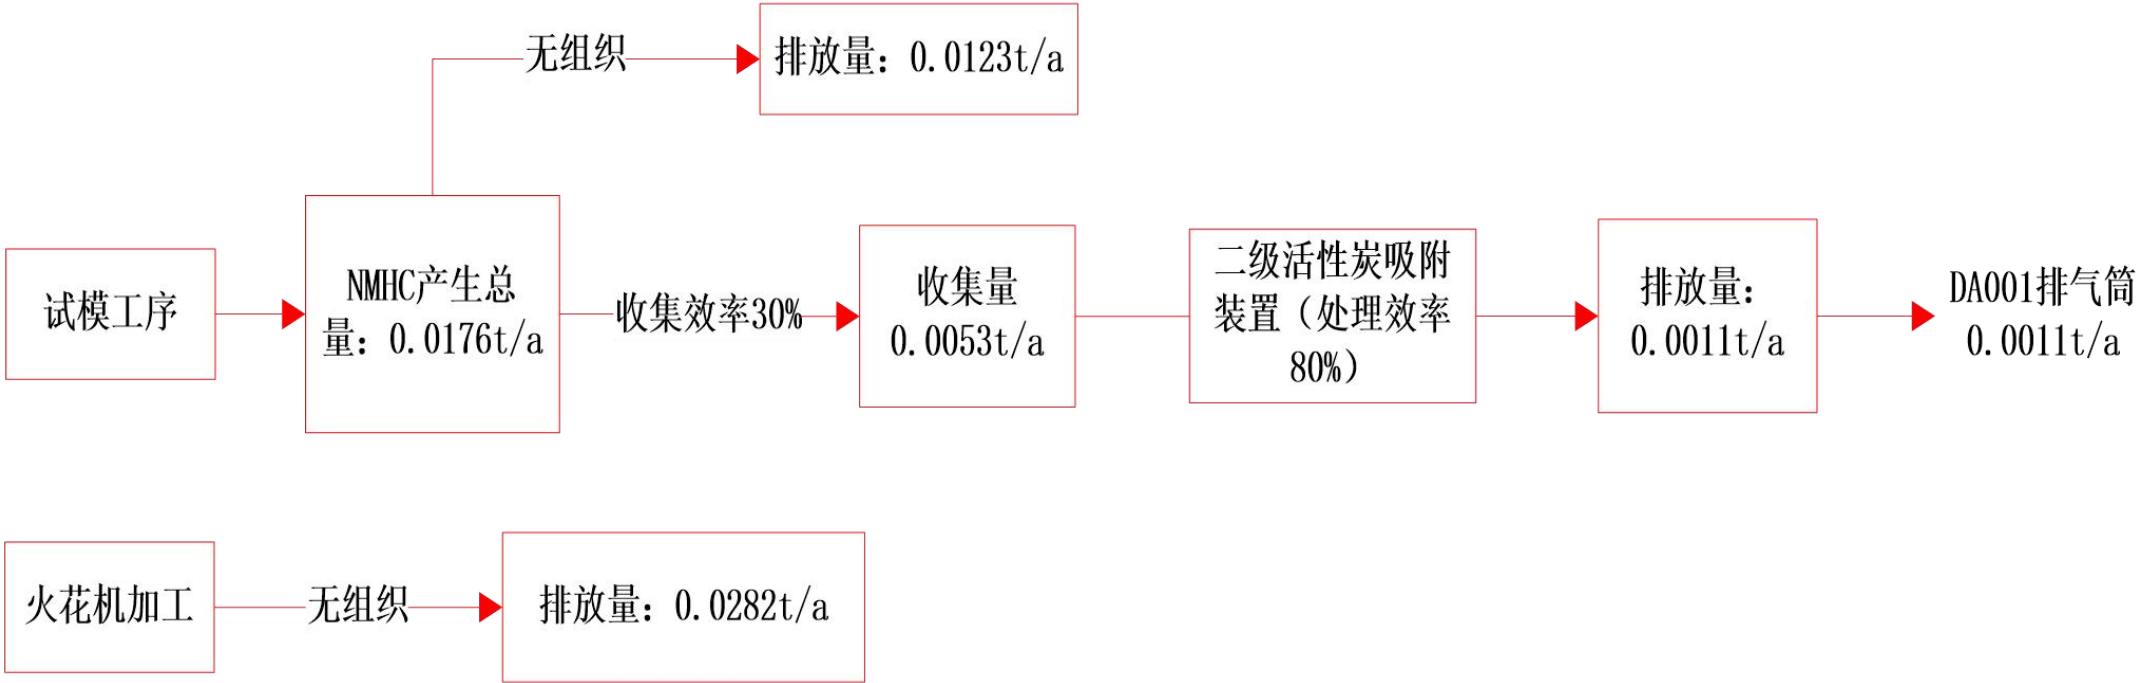 无组织
排放量：0.0123t/a
试模工序
NMHC产生总
量：0.0176t/a
收集效率30%
收集量
0.0053t/a
二级活性炭吸附
装置（处理效率
80%）
排放量：
0.0011t/a
DA001排气筒
0.0011t/a
火花机加工
无组织
排放量：0.0282t/a